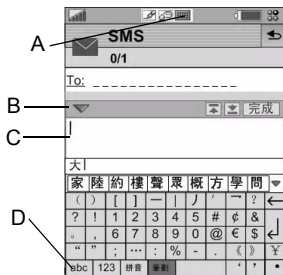 A
SMS
0/1
To:
B
完成
C
大
家 陸 約 樓 聲 眾 概 方 學 問
( ) [ ] — | 丿 ′ ?
? ! 1 2 3 4 5 # ¢ &
。 , 6 7 8 9 0 @ € $
“ ” ; … : % - . 《 》 ¥
D
abc 123 拼音 筆劃 ‘ ’ •